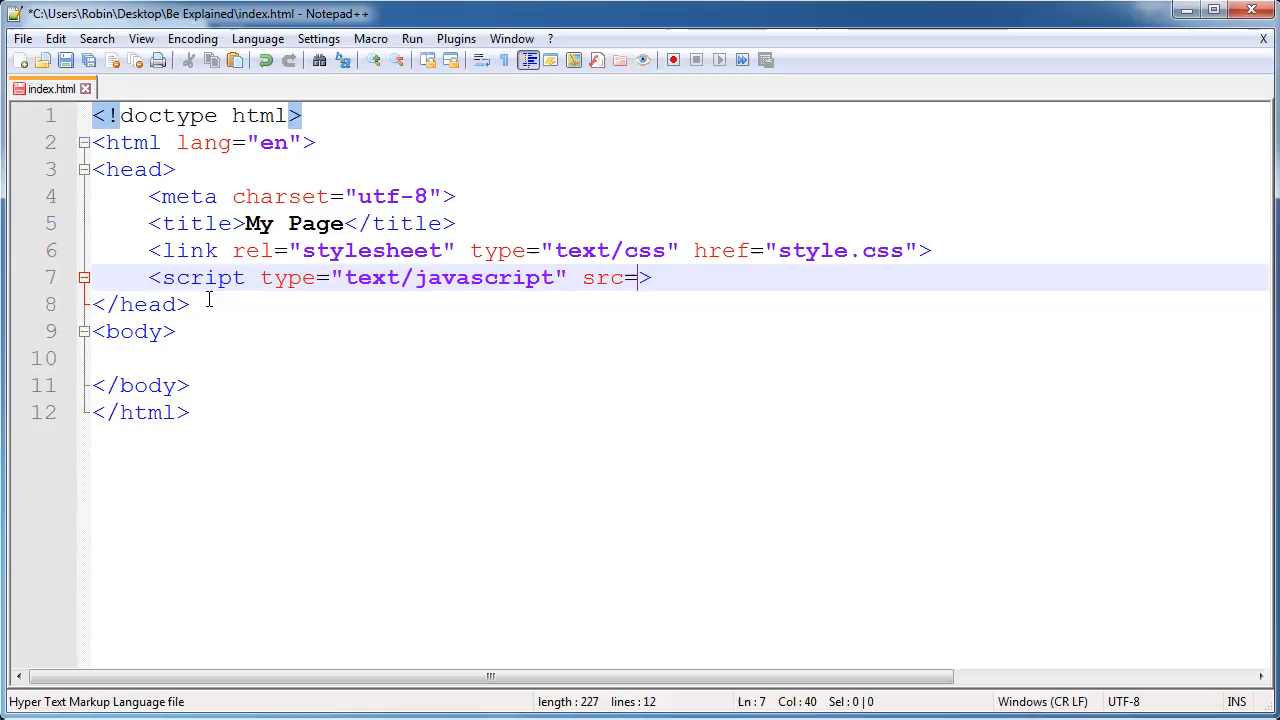 *C:\Users\Robin\Desktop\Be Explained\index.html - Notepad++
File Edit Search View Encoding Language Settings Macro Run Plugins Window ? X
index.html
1 <!doctype html>
2 <html lang="en">
3 <head>
4 <meta charset="utf-8">
5 <title>My Page</title>
6 <link rel="stylesheet" type="text/css" href="style.css">
7 <script type="text/javascript" src=>
8 </head>
9 <body>
10
11 </body>
12 </html>
Hyper Text Markup Language file length : 227 lines : 12 Ln : 7 Col : 40 Sel : 0 | 0 Windows (CR LF) UTF-8 INS